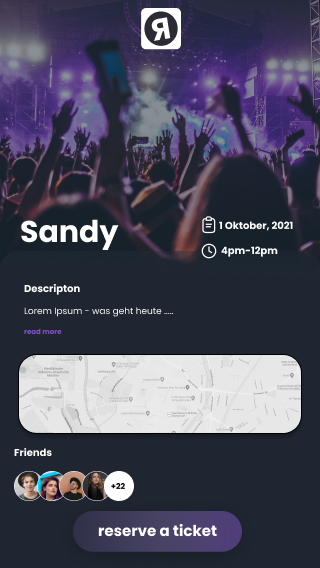 Я
Sandy
1 Oktober, 2021
4pm-12pm
Descripton
Lorem Ipsum - was geht heute .....
read more
Friends
+22
reserve a ticket